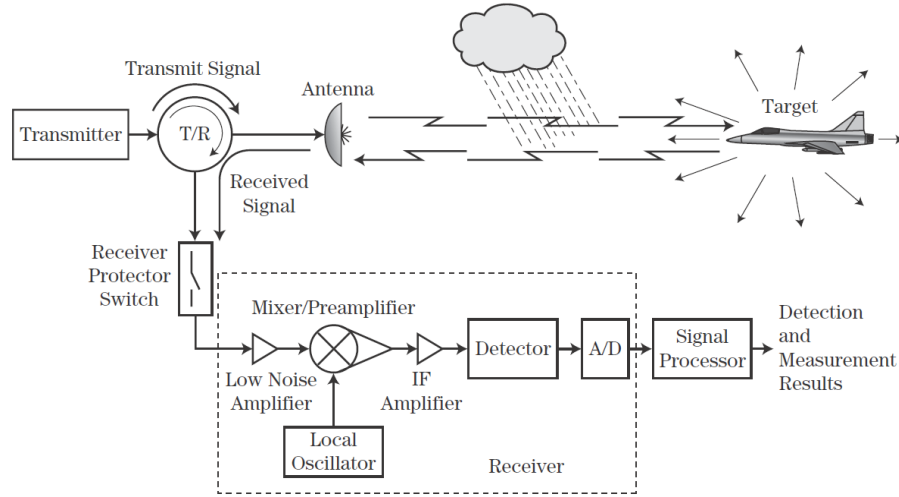 Transmit Signal
Antenna
Target
Transmitter
T/R
Received
Signal
Receiver
Protector
Switch
Mixer/Preamplifier
Detector
A/D
Signal
Processor
Detection
and
Measurement
Results
Low Noise
Amplifier
IF
Amplifier
Local
Oscillator
Receiver